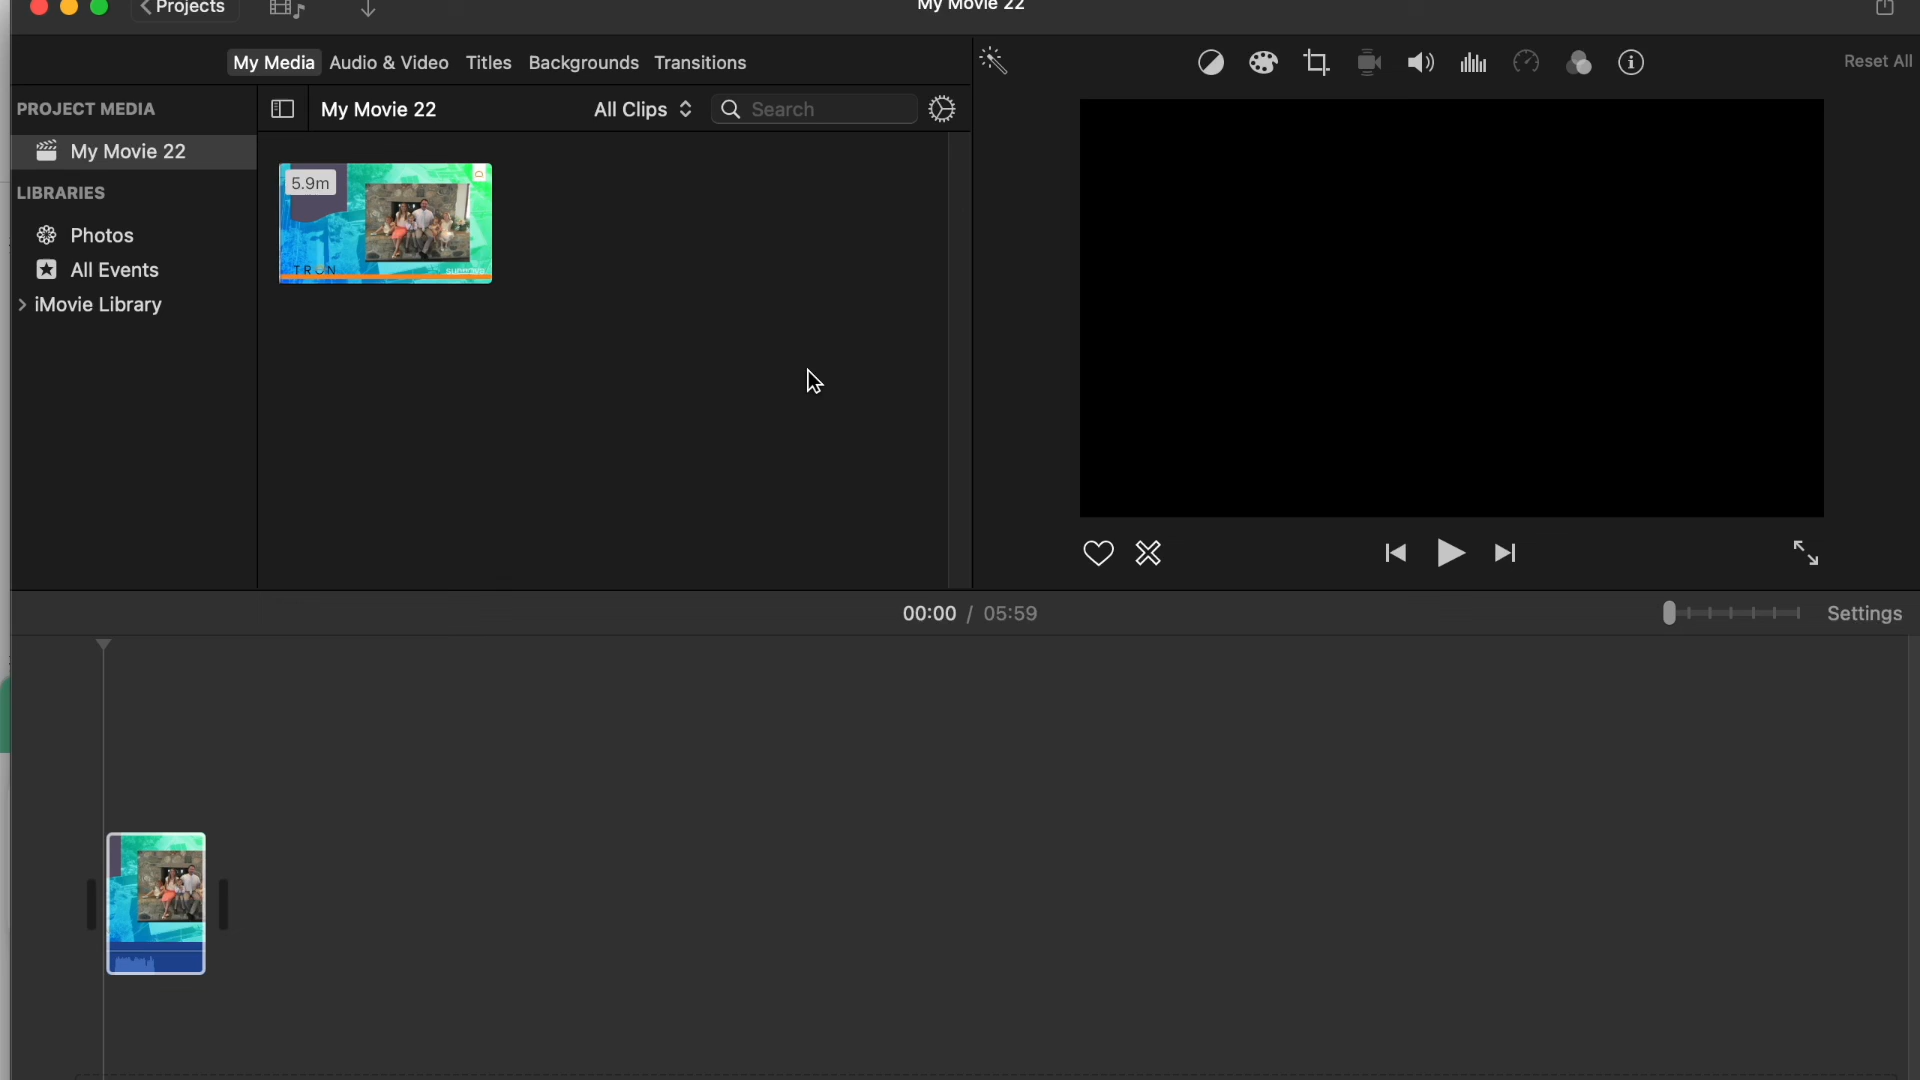 Projects
My Movie 22
My Media Audio & Video Titles Backgrounds Transitions
Reset All
PROJECT MEDIA
My Movie 22
All Clips
Search
My Movie 22
LIBRARIES
Photos
All Events
iMovie Library
5.9m
TRON
00:00 / 05:59
Settings